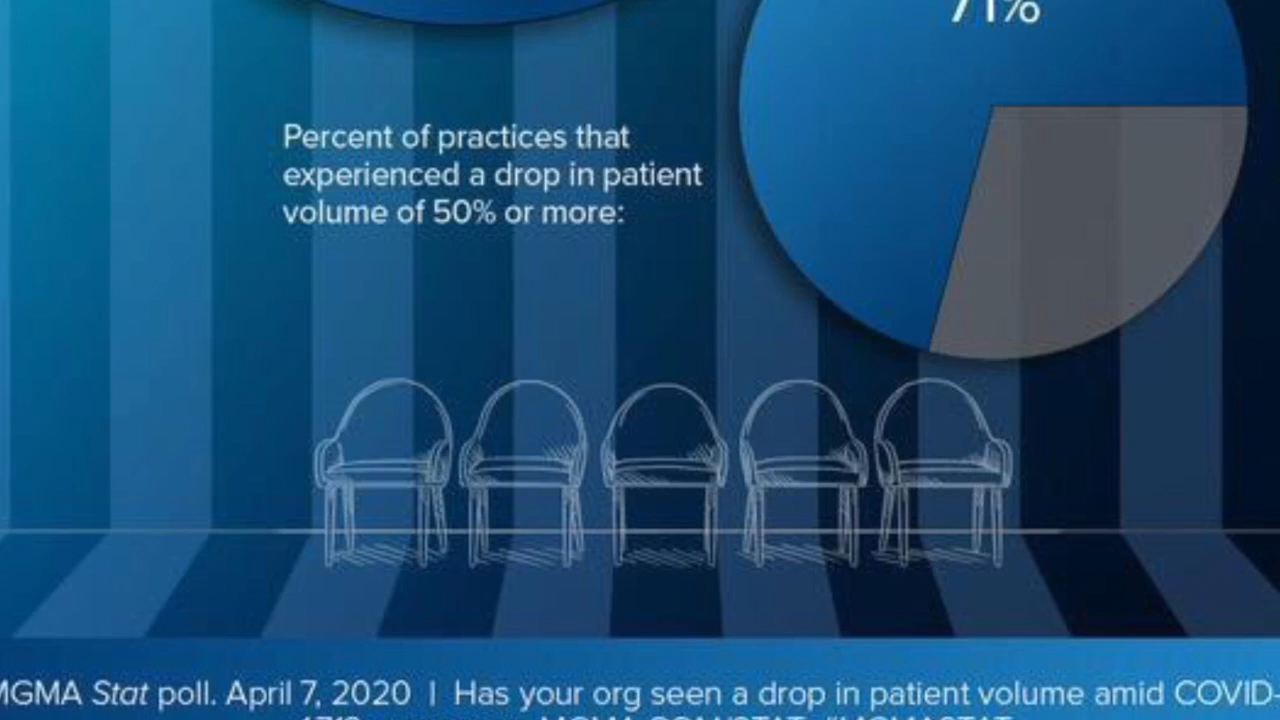 71%
Percent of practices that
experienced a drop in patient
volume of 50% or more:
MGMA Stat poll. April 7, 2020 | Has your org seen a drop in patient volume amid COVID-